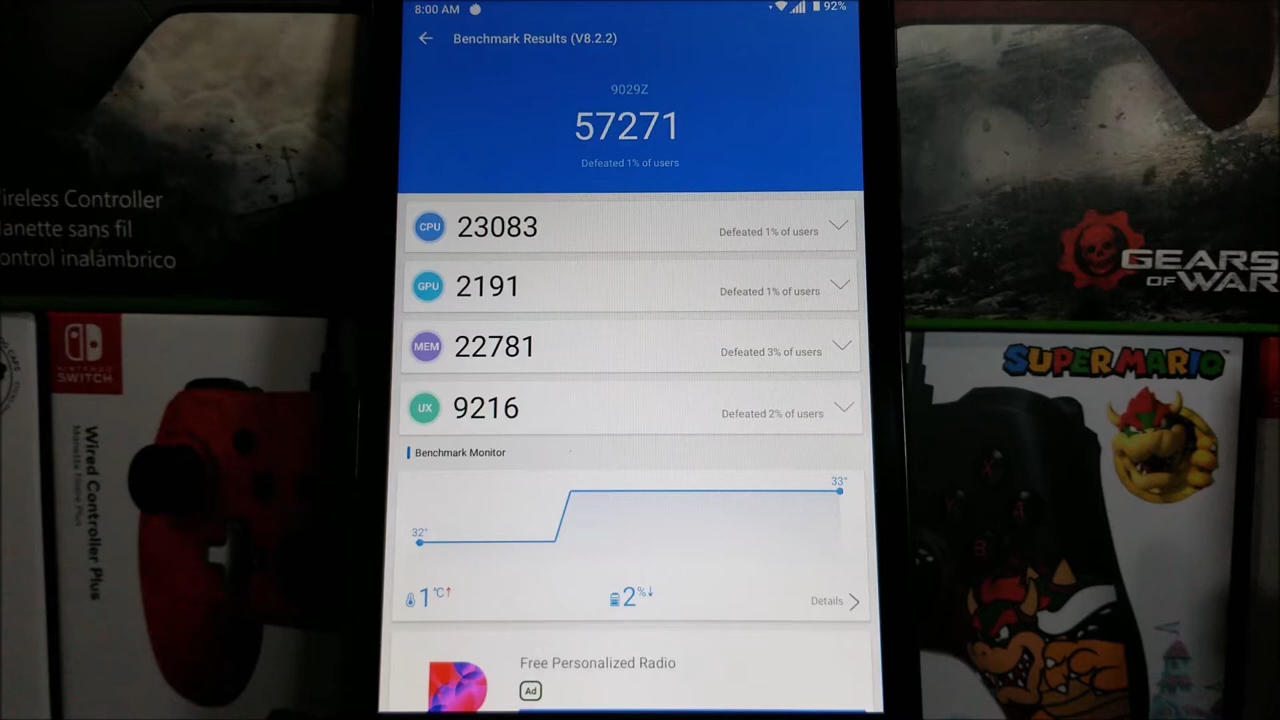 8:00 AM
92%
Benchmark Results (V8.2.2)
9029Z
57271
Defeated 1% of users
CPU 23083 Defeated 1% of users
GPU 2191 Defeated 1% of users
MEM 22781 Defeated 3% of users
UX 9216 Defeated 2% of users
Benchmark Monitor
32°
33°
1°C↑
2%↓
Details
Free Personalized Radio
Ad
ireless Controller
anette sans fil
ontrol inalámbrico
NINTENDO
SWITCH
Wired Controller Plus
GEARS
OF WAR
SUPER MARIO™